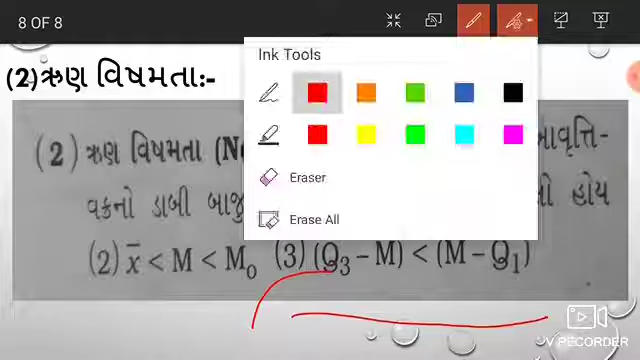 8 OF 8
Ink Tools
(2)ઋણ વિષમતા:-
(2) ઋણ વિષમતા (N
આવૃત્તિ-
વક્રનો ડાબી બાજુ
હોય
Eraser
Erase All
(2) x̄ < M < M₀ (3) (Q₃ – M) < (M – Q₁)
V RECORDER